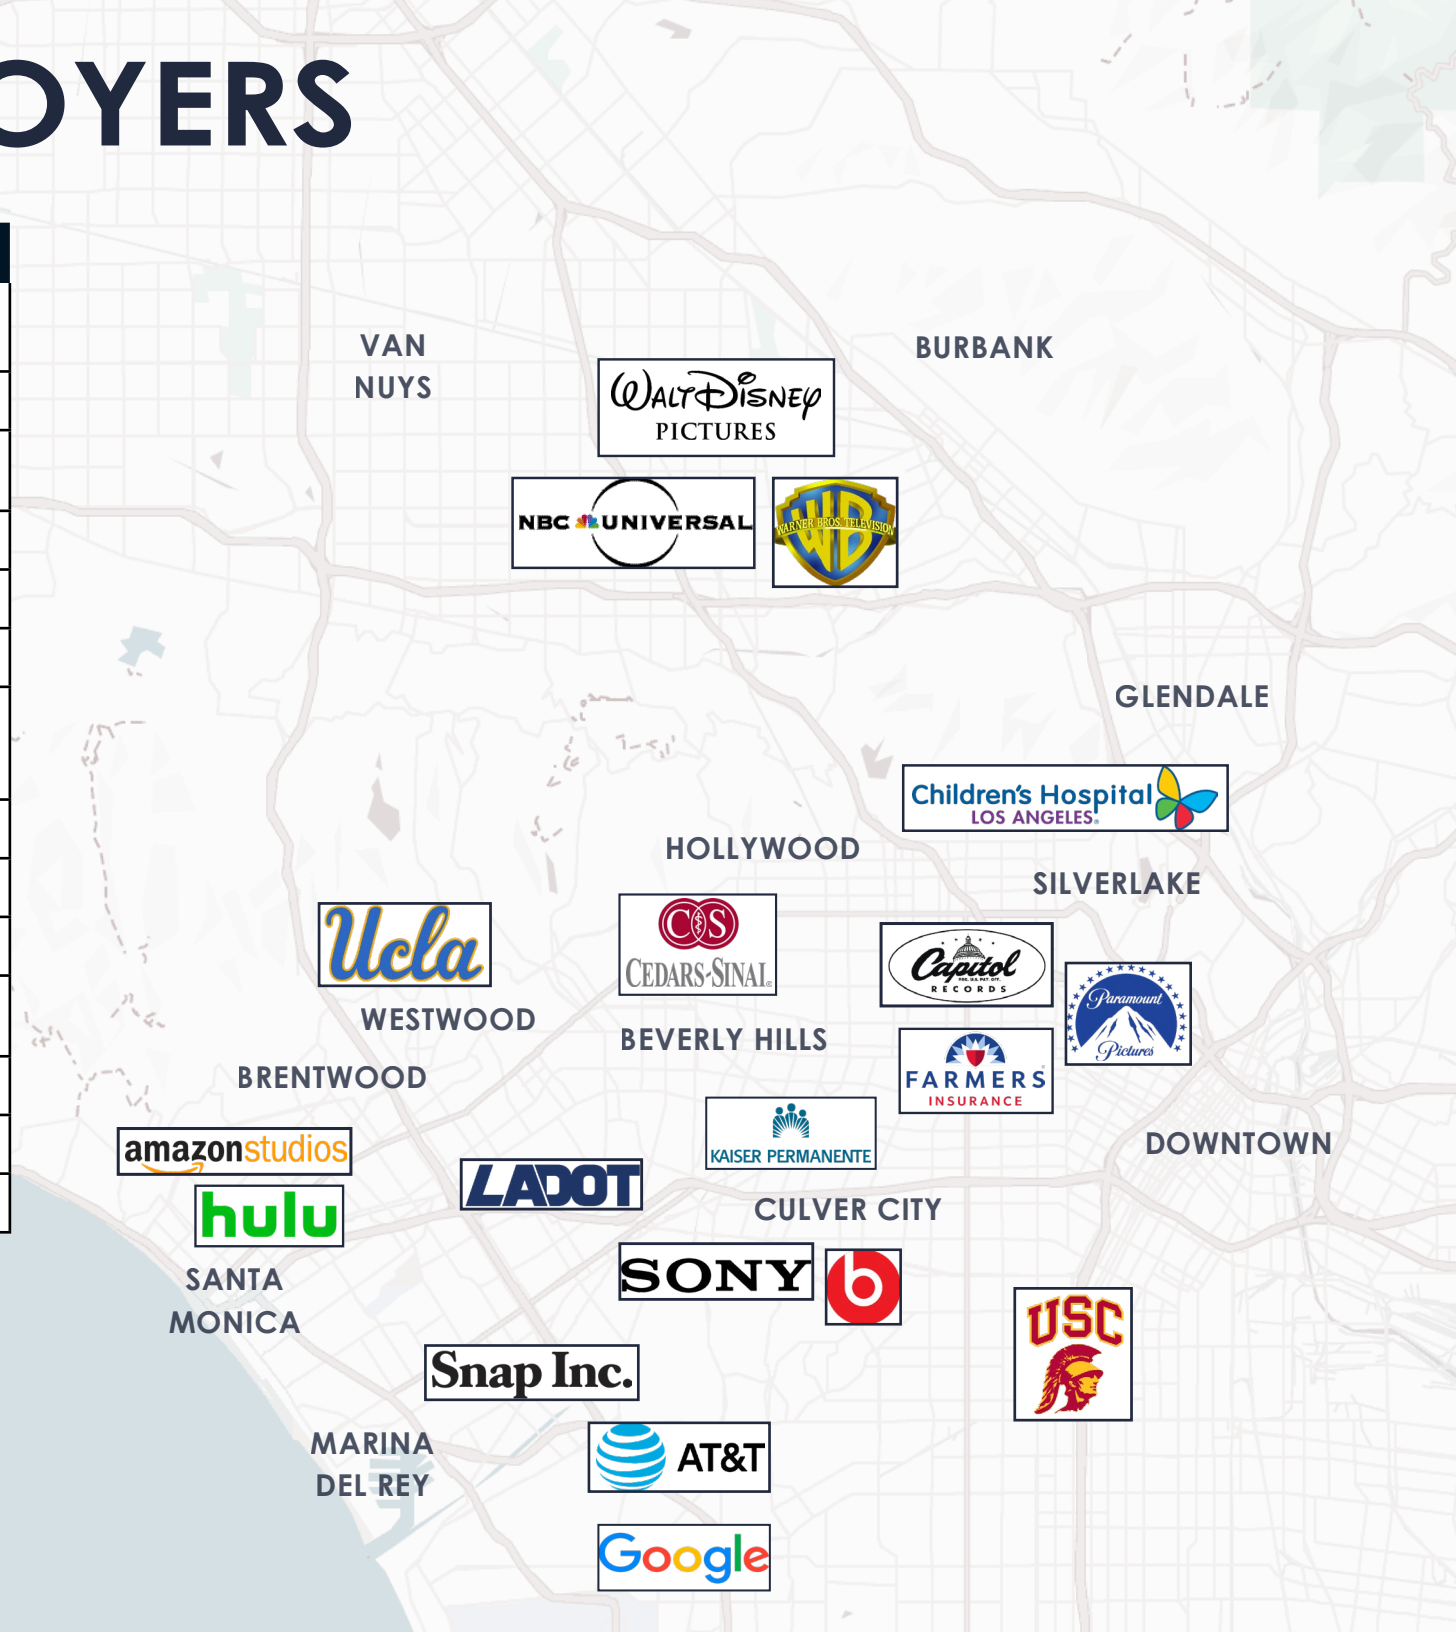 OYERS
VAN
NUYS
BURBANK
WALT DISNEY
PICTURES
NBC UNIVERSAL
WB
WARNER BROS. TELEVISION
GLENDALE
Children's Hospital
LOS ANGELES
HOLLYWOOD
SILVERLAKE
Ucla
CS
CEDARS-SINAI
Capitol
RECORDS
Paramount
Pictures
WESTWOOD
BEVERLY HILLS
FARMERS
INSURANCE
BRENTWOOD
KAISER PERMANENTE
DOWNTOWN
amazonstudios
LADOT
hulu
CULVER CITY
SANTA
MONICA
SONY
b
USC
Snap Inc.
MARINA
DEL REY
AT&T
Google